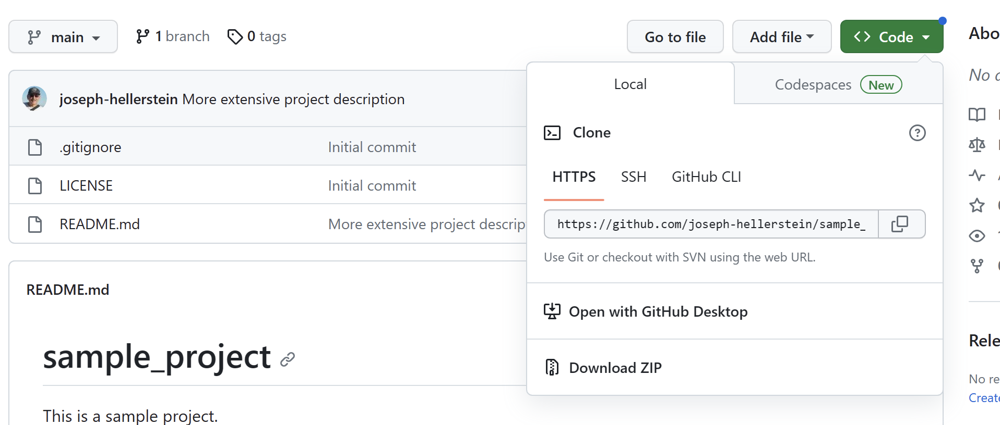 main
1 branch
0 tags
Go to file
Add file
Code
joseph-hellerstein More extensive project description
.gitignore Initial commit
LICENSE Initial commit
README.md More extensive project descrip
README.md
sample_project
This is a sample project.
Local
Codespaces New
Clone
HTTPS SSH GitHub CLI
https://github.com/joseph-hellerstein/sample_
Use Git or checkout with SVN using the web URL.
Open with GitHub Desktop
Download ZIP
Abo
No
Rele
No re
Create